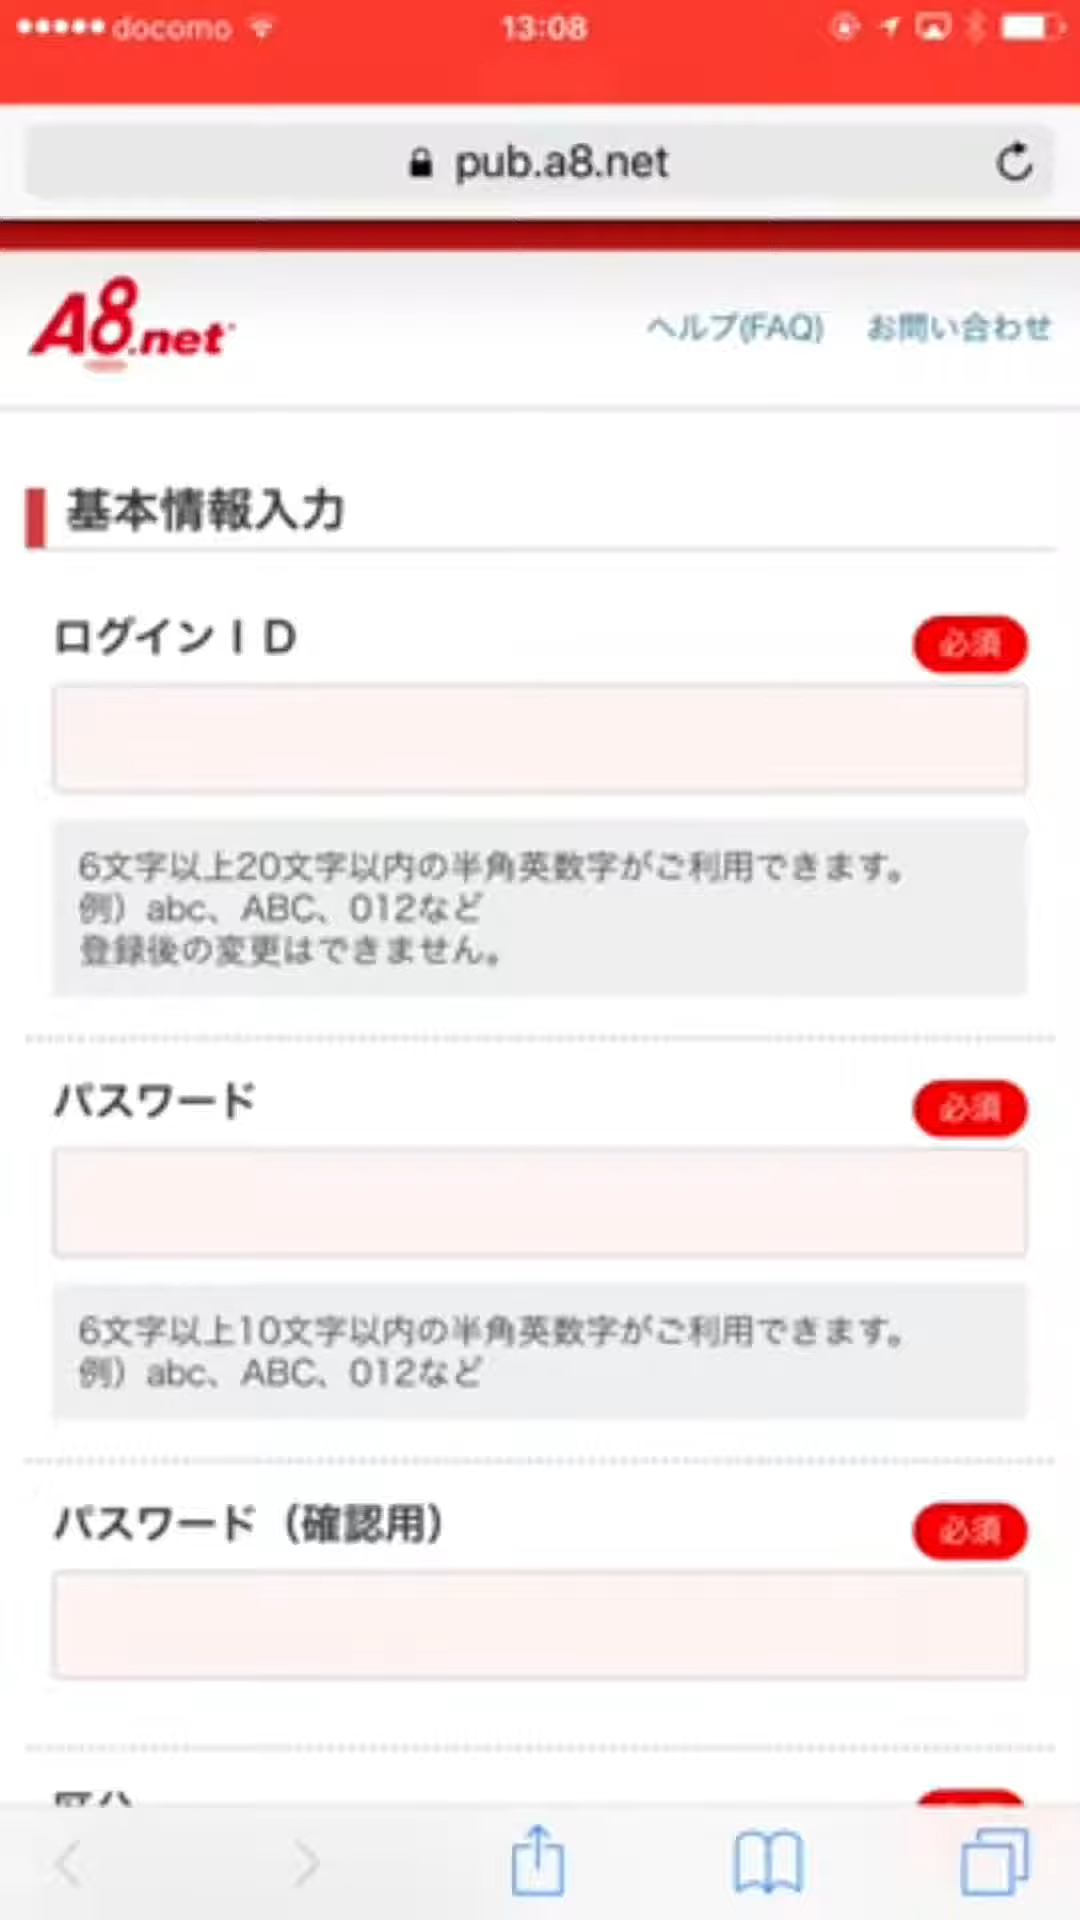 docomo 13:08
pub.a8.net
A8.net
ヘルプ(FAQ) お問い合わせ
基本情報入力
ログインＩＤ 必須
6文字以上20文字以内の半角英数字がご利用できます。
例）abc、ABC、012など
登録後の変更はできません。
パスワード 必須
6文字以上10文字以内の半角英数字がご利用できます。
例）abc、ABC、012など
パスワード（確認用） 必須